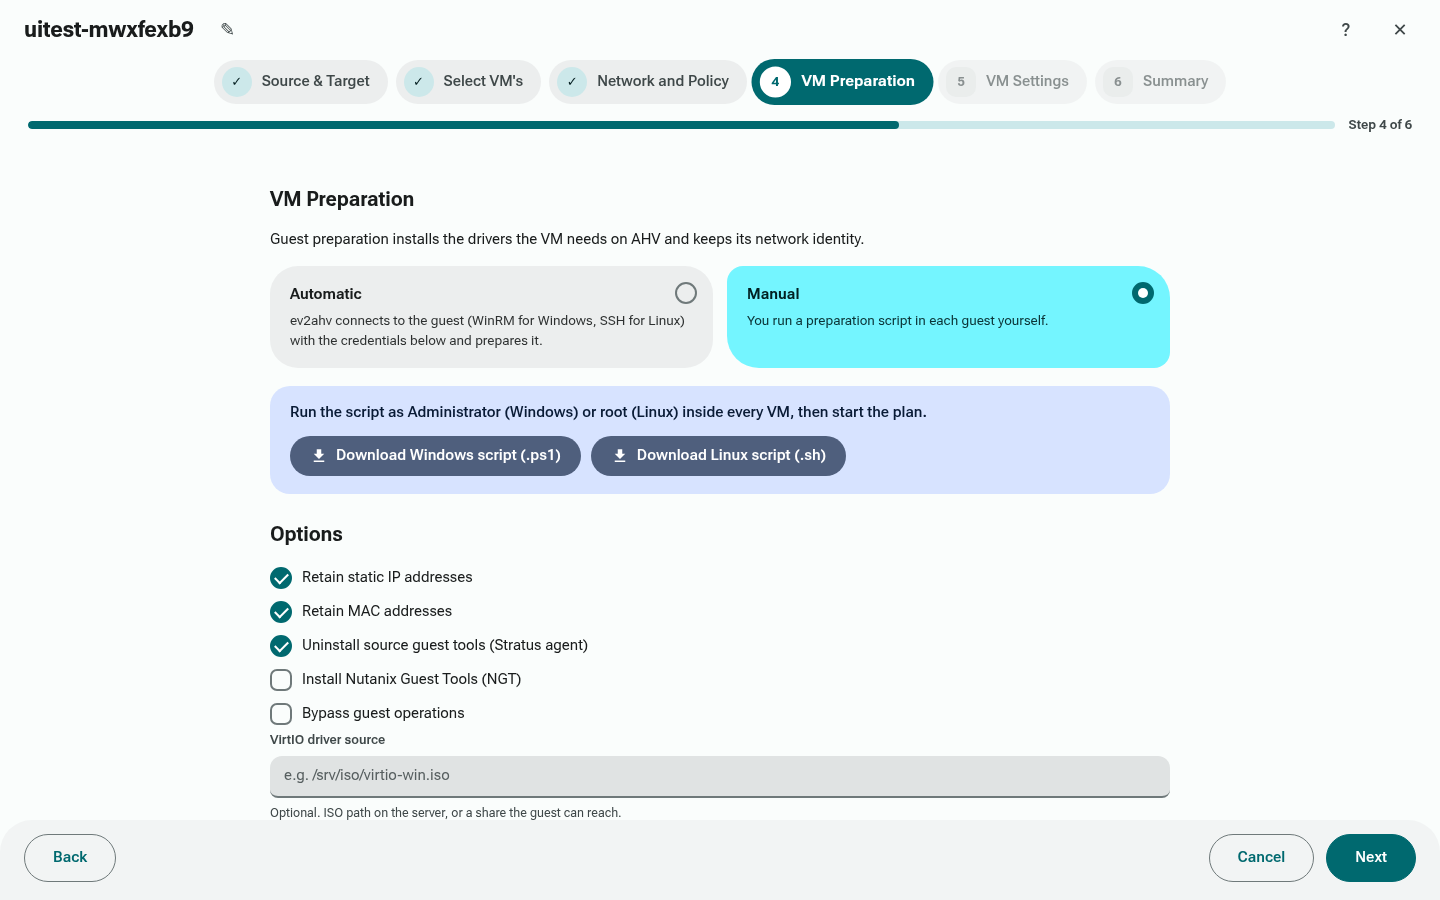 uitest-mwxfexb9 ✎
? ✕
✓ Source & Target
✓ Select VM's
✓ Network and Policy
4 VM Preparation
5 VM Settings
6 Summary
Step 4 of 6
VM Preparation
Guest preparation installs the drivers the VM needs on AHV and keeps its network identity.
Automatic
ev2ahv connects to the guest (WinRM for Windows, SSH for Linux)
with the credentials below and prepares it.
Manual
You run a preparation script in each guest yourself.
Run the script as Administrator (Windows) or root (Linux) inside every VM, then start the plan.
Download Windows script (.ps1)
Download Linux script (.sh)
Options
Retain static IP addresses
Retain MAC addresses
Uninstall source guest tools (Stratus agent)
Install Nutanix Guest Tools (NGT)
Bypass guest operations
VirtIO driver source
e.g. /srv/iso/virtio-win.iso
Optional. ISO path on the server, or a share the guest can reach.
Back
Cancel
Next